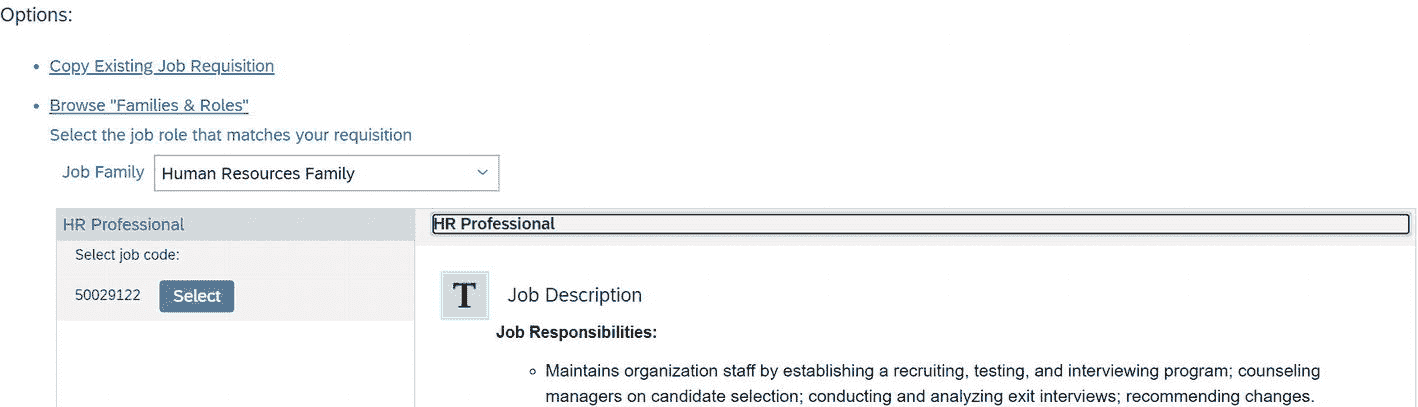 Options:
Copy Existing Job Requisition
Browse "Families & Roles"
Select the job role that matches your requisition
Job Family Human Resources Family
HR Professional
Select job code:
50029122 Select
HR Professional
T Job Description
Job Responsibilities:
Maintains organization staff by establishing a recruiting, testing, and interviewing program; counseling
managers on candidate selection; conducting and analyzing exit interviews; recommending changes.